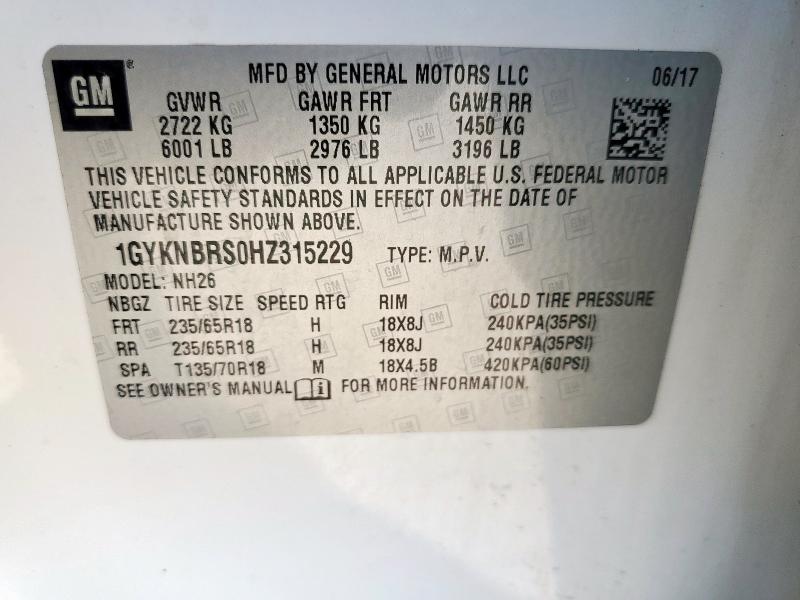 GM® MFD BY GENERAL MOTORS LLC 06/17
GVWR GAWR FRT GAWR RR
2722 KG 1350 KG 1450 KG
6001 LB 2976 LB 3196 LB
THIS VEHICLE CONFORMS TO ALL APPLICABLE U.S. FEDERAL MOTOR
VEHICLE SAFETY STANDARDS IN EFFECT ON THE DATE OF
MANUFACTURE SHOWN ABOVE.
1GYKNBRS0HZ315229 TYPE: M.P.V.
MODEL: NH26
NBGZ TIRE SIZE SPEED RTG RIM COLD TIRE PRESSURE
FRT 235/65R18 H 18X8J 240KPA(35PSI)
RR 235/65R18 H 18X8J 240KPA(35PSI)
SPA T135/70R18 M 18X4.5B 420KPA(60PSI)
SEE OWNER'S MANUAL FOR MORE INFORMATION.